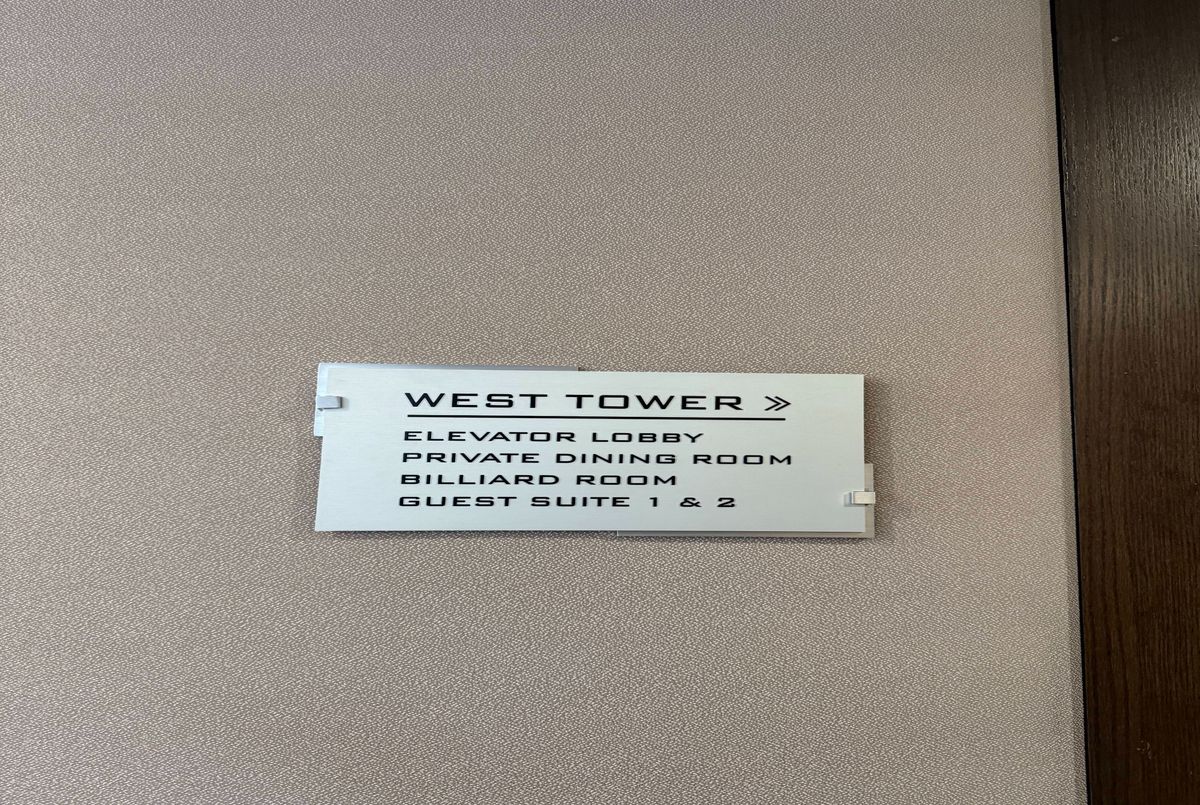 WEST TOWER »
ELEVATOR LOBBY
PRIVATE DINING ROOM
BILLIARD ROOM
GUEST SUITE 1 & 2